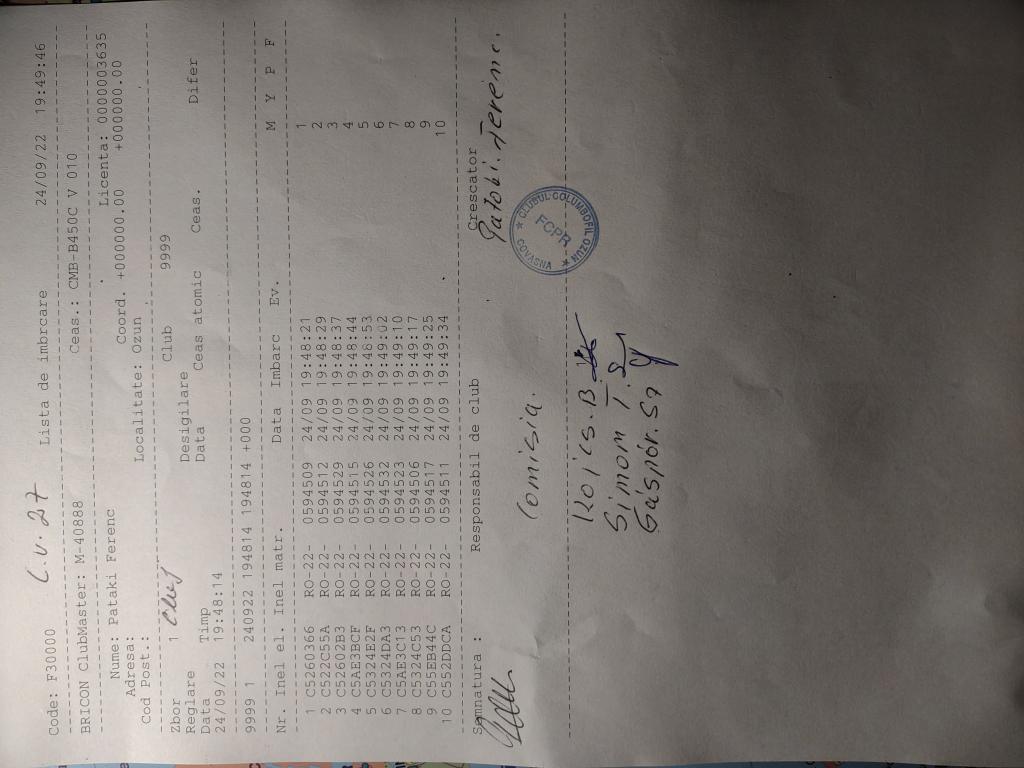 Code: F30000 C.V. 27 Lista de imbrcare 24/09/22 19:49:46
BRICON ClubMaster: M-40888 Ceas.: CMB-B450C V V 010
Nume: Pataki Ferenc Licenta: 0000003635
Adresa: Coord. +0000000.00 +0000000.00
Cod Post.: Localitate: Ozun
Zbor 1 Cluj Club 9999
Reglare Desigilare
Data Timp Data Ceas atomic Ceas. Difer
24/09/22 19:48:14
9999 1 240922 194814 194814 +000
Nr. Inel el. Inel matr. Data Imbarc Ev. M Y P F
1 C5260366 RO-22- 0594509 24/09 19:48:21 1
2 C522C55A RO-22- 0594512 24/09 19:48:29 2
3 C52602B3 RO-22- 0594529 24/09 19:48:37 3
4 C5AE3BCF RO-22- 0594515 24/09 19:48:44 4
5 C5324E2F RO-22- 0594526 24/09 19:48:53 5
6 C5324DA3 RO-22- 0594532 24/09 19:49:02 6
7 C5AE3C13 RO-22- 0594523 24/09 19:49:10 7
8 C5324C53 RO-22- 0594506 24/09 19:49:17 8
9 C55EB44C RO-22- 0594517 24/09 19:49:25 9
10 C552DDCA RO-22- 0594511 24/09 19:49:34 10
Semnatura : Responsabil de club Crescator
Comisia.
CLUBUL COLUMBOFIL OZUN
FCPR
COVASNA
Simom T.
Gáspór. Sz